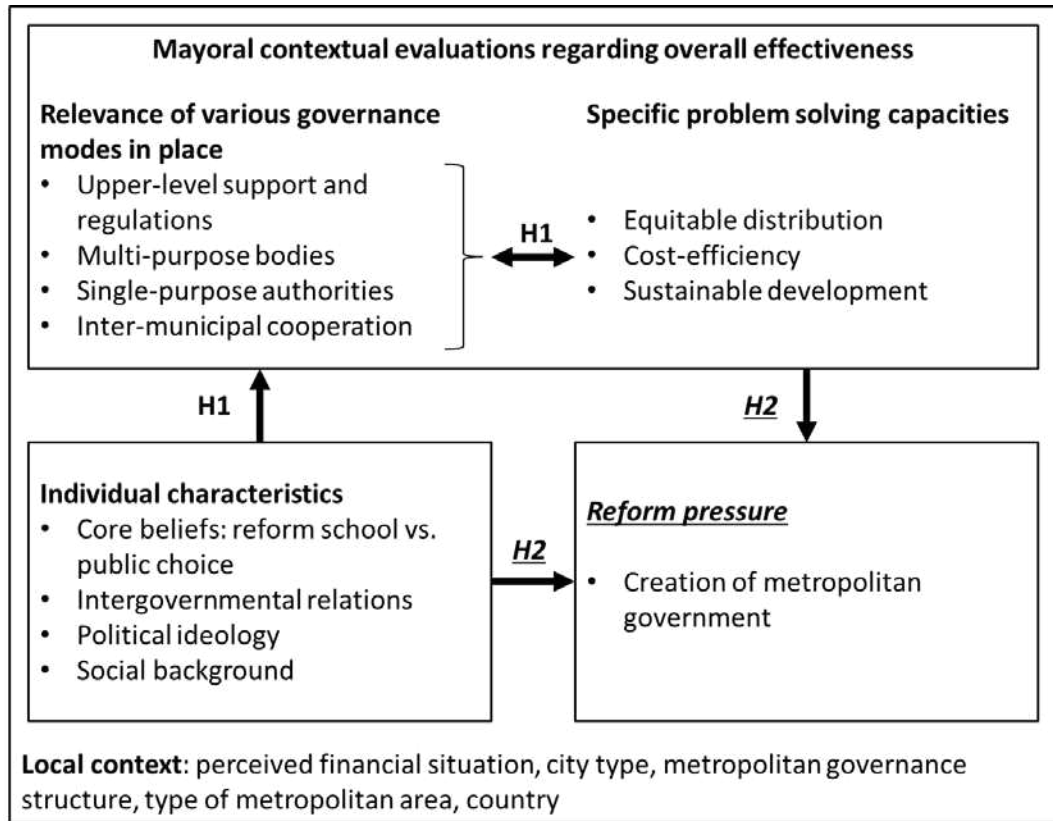 Mayoral contextual evaluations regarding overall effectiveness
Relevance of various governance
modes in place
• Upper-level support and
regulations
• Multi-purpose bodies
• Single-purpose authorities
• Inter-municipal cooperation
H1
Specific problem solving capacities
• Equitable distribution
• Cost-efficiency
• Sustainable development
H1
H2
Individual characteristics
• Core beliefs: reform school vs.
public choice
• Intergovernmental relations
• Political ideology
• Social background
H2
Reform pressure
• Creation of metropolitan
government
Local context: perceived financial situation, city type, metropolitan governance
structure, type of metropolitan area, country